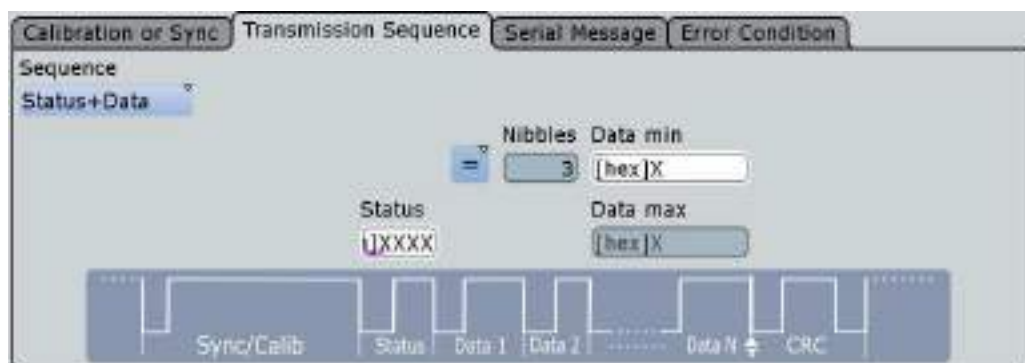 Calibration or Sync Transmission Sequence Serial Message Error Condition
Sequence
Status+Data
Nibbles Data min
= 3 [hex]X
Status Data max
]XXXX [hex]X
Sync/Calib Status Data 1 Data 2 Data N CRC